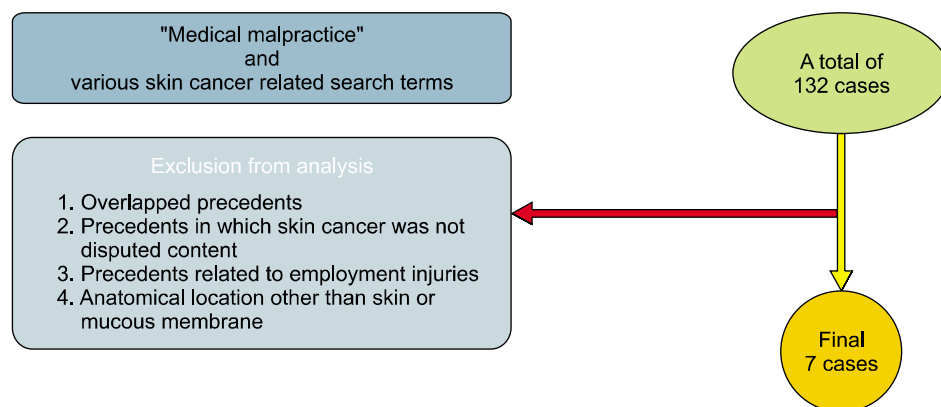 "Medical malpractice"
and
various skin cancer related search terms
A total of
132 cases
Exclusion from analysis
1. Overlapped precedents
2. Precedents in which skin cancer was not
disputed content
3. Precedents related to employment injuries
4. Anatomical location other than skin or
mucous membrane
Final
7 cases